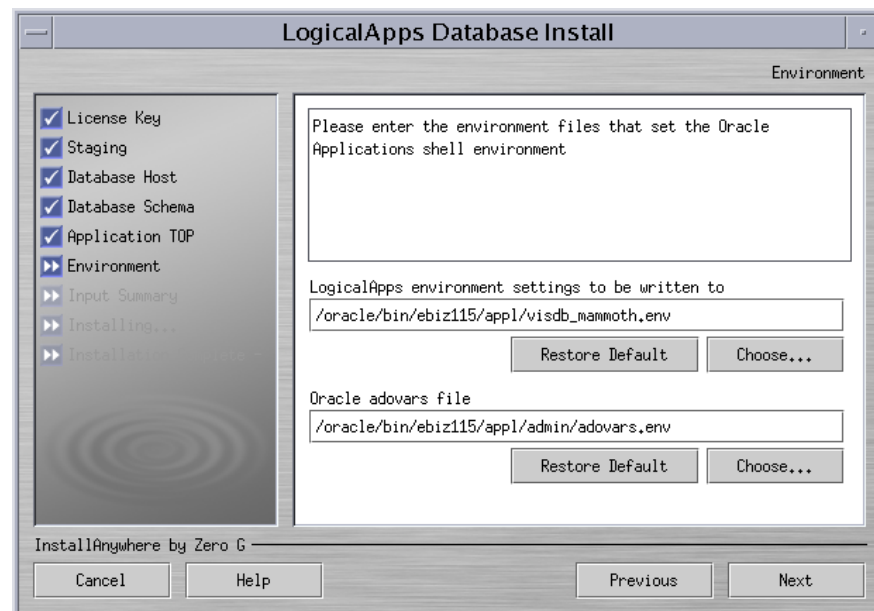 LogicalApps Database Install
Environment
License Key
Staging
Database Host
Database Schema
Application TOP
Environment
Input Summary
Installing...
Please enter the environment files that set the Oracle
Applications shell environment
LogicalApps environment settings to be written to
/oracle/bin/ebiz115/appl/visdb_mammoth.env
Restore Default
Choose...
Oracle adovars file
/oracle/bin/ebiz115/appl/admin/adovars.env
Restore Default
Choose...
InstallAnywhere by Zero G
Cancel
Help
Previous
Next